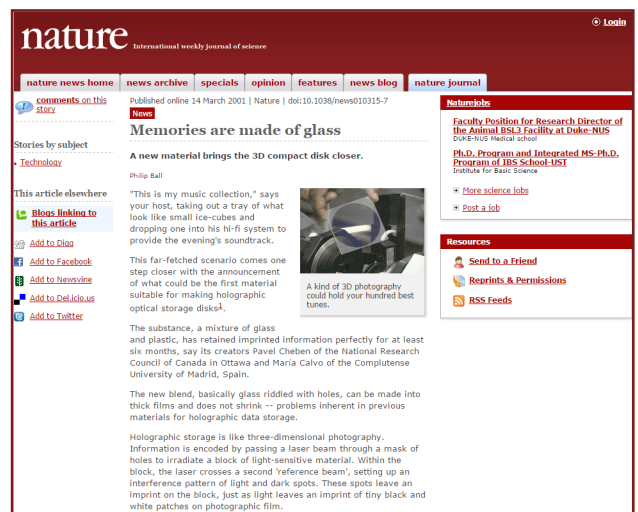 Login
nature International weekly journal of science
nature news home news archive specials opinion features news blog nature journal
comments on this
story
Stories by subject
Technology
This article elsewhere
Blogs linking to
this article
Add to Digg
Add to Facebook
Add to Newsvine
Add to Del.icio.us
Add to Twitter
Published online 14 March 2001 | Nature | doi:10.1038/news010315-7
News
Memories are made of glass
A new material brings the 3D compact disk closer.
Philip Ball
"This is my music collection," says
your host, taking out a tray of what
look like small ice-cubes and
dropping one into his hi-fi system to
provide the evening's soundtrack.
This far-fetched scenario comes one
step closer with the announcement
of what could be the first material
suitable for making holographic
optical storage disks1.
A kind of 3D photography
could hold your hundred best
tunes.
The substance, a mixture of glass
and plastic, has retained imprinted information perfectly for at least
six months, say its creators Pavel Cheben of the National Research
Council of Canada in Ottawa and María Calvo of the Complutense
University of Madrid, Spain.
The new blend, basically glass riddled with holes, can be made into
thick films and does not shrink -- problems inherent in previous
materials for holographic data storage.
Holographic storage is like three-dimensional photography.
Information is encoded by passing a laser beam through a mask of
holes to irradiate a block of light-sensitive material. Within the
block, the laser crosses a second 'reference beam', setting up an
interference pattern of light and dark spots. These spots leave an
imprint on the block, just as light leaves an imprint of tiny black and
white patches on photographic film.
Naturejobs
Faculty Position for Research Director of
the Animal BSL3 Facility at Duke-NUS
DUKE-NUS Medical school
Ph.D. Program and Integrated MS-Ph.D.
Program of IBS School-UST
Institute for Basic Science
More science jobs
Post a job
Resources
Send to a Friend
Reprints & Permissions
RSS Feeds